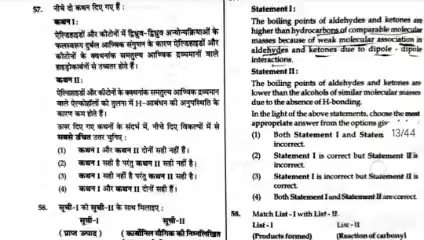 57. नीचे दो कथन दिए गए हैं :
कथन I :
ऐल्डिहाइडों और कीटोनों में द्विध्रुव-द्विध्रुव अन्योन्यक्रियाओं के
फलस्वरूप दुर्बल आण्विक संगुणन के कारण ऐल्डिहाइडों और
कीटोनों के क्वथनांक समतुल्य आण्विक द्रव्यमानों वाले
हाइड्रोकार्बनों से उच्चतर होते हैं।
कथन II :
ऐल्डिहाइडों और कीटोनों के क्वथनांक समतुल्य आण्विक द्रव्यमान
वाले ऐल्कोहॉलों की तुलना में H-आबंधन की अनुपस्थिति के
कारण कम होते हैं।
ऊपर दिए गए कथनों के संदर्भ में, नीचे दिए विकल्पों में से
सबसे उचित उत्तर चुनिए :
(1) कथन I और कथन II दोनों सही नहीं हैं।
(2) कथन I सही है परंतु कथन II सही नहीं है।
(3) कथन I सही नहीं है परंतु कथन II सही है।
(4) कथन I और कथन II दोनों सही हैं।
58. सूची-I को सूची-II के साथ मिलाइए :
सूची-I सूची-II
( प्राप्त उत्पाद ) ( कार्बोनिल यौगिक की निम्नलिखित
Statement I :
The boiling points of aldehydes and ketones are
higher than hydrocarbons of comparable molecular
masses because of weak molecular association in
aldehydes and ketones due to dipole - dipole
interactions.
Statement II :
The boiling points of aldehydes and ketones are
lower than the alcohols of similar molecular masses
due to the absence of H-bonding.
In the light of the above statements, choose the most
appropriate answer from the options
(1) Both Statement I and Statem 13/44
incorrect.
(2) Statement I is correct but Statement II is
incorrect.
(3) Statement I is incorrect but Statement II is
correct.
(4) Both Statement I and Statement II are correct.
58. Match List - I with List - II.
List - I List - II
(Products formed) (Reaction of carbonyl